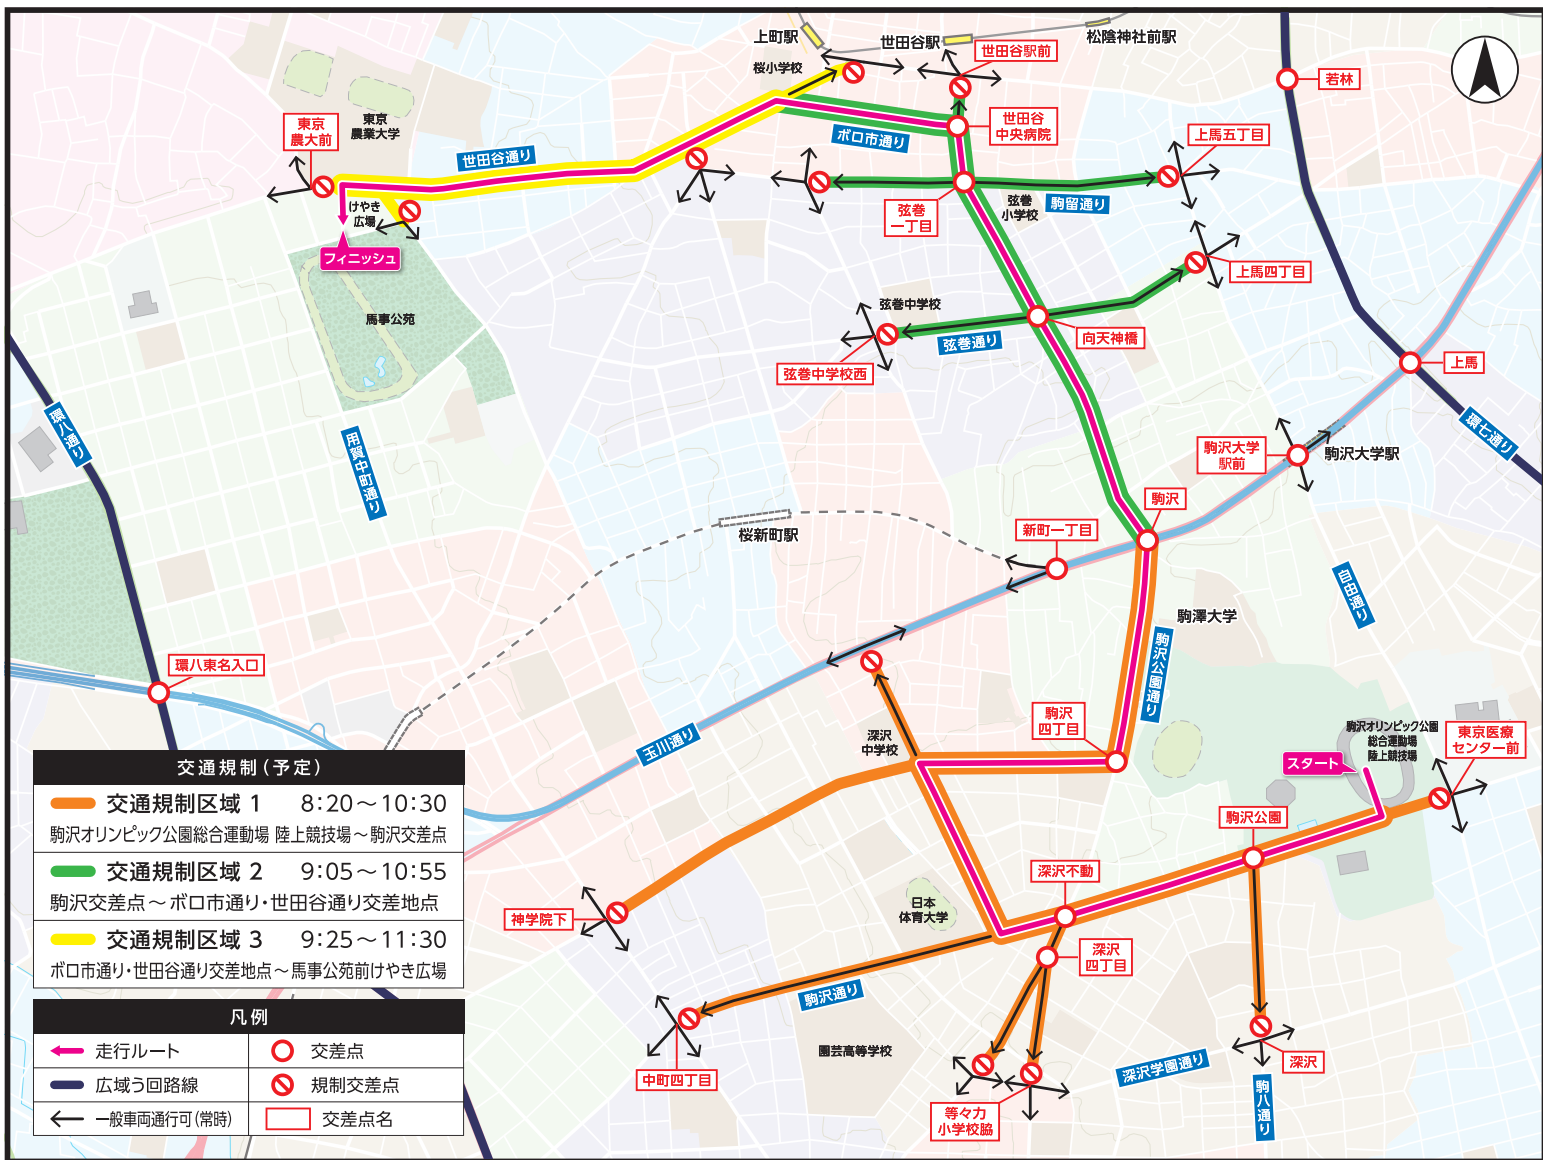 上町駅
世田谷駅
松陰神社前駅
桜小学校
世田谷駅前
若林
東京
農大前
東京
農業大学
世田谷通り
ボロ市通り
世田谷
中央病院
上馬五丁目
けやき
広場
弦巻
一丁目
弦巻
小学校
駒留通り
フィニッシュ
上馬四丁目
馬事公苑
弦巻中学校
弦巻通り
向天神橋
弦巻中学校西
上馬
環八通り
用賀中町通り
環七通り
駒沢大学
駅前
駒沢大学駅
駒沢
桜新町駅
新町一丁目
自由通り
駒澤大学
駒沢公園通り
環八東名入口
玉川通り
深沢
中学校
駒沢
四丁目
駒沢オリンピック公園
総合運動場
陸上競技場
東京医療
センター前
スタート
駒沢公園
深沢不動
日本
体育大学
神学院下
深沢
四丁目
駒沢通り
園芸高等学校
中町四丁目
深沢学園通り
深沢
駒八通り
等々力
小学校脇
交通規制(予定)
交通規制区域 1 8:20~10:30
駒沢オリンピック公園総合運動場 陸上競技場~駒沢交差点
交通規制区域 2 9:05~10:55
駒沢交差点~ボロ市通り・世田谷通り交差地点
交通規制区域 3 9:25~11:30
ボロ市通り・世田谷通り交差地点~馬事公苑前けやき広場
凡例
走行ルート
交差点
広域う回路線
規制交差点
一般車両通行可(常時)
交差点名